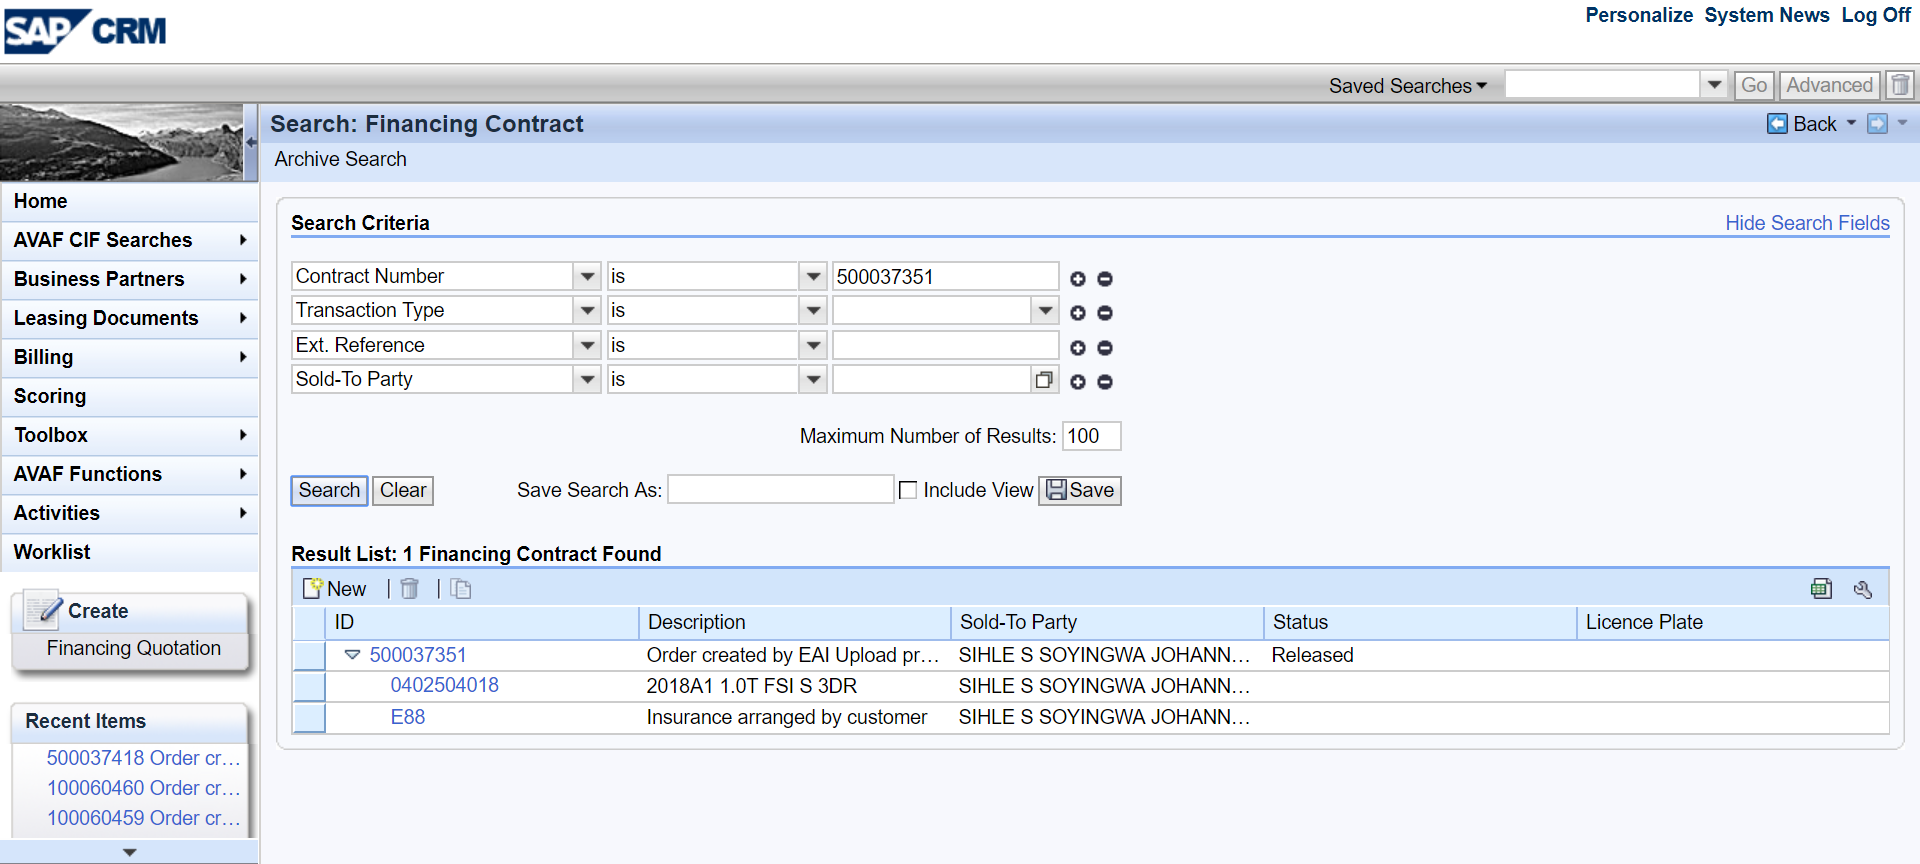 SAP CRM
Personalize System News Log Off
Saved Searches Go Advanced
Search: Financing Contract
Back
Archive Search
Home
AVAF CIF Searches
Business Partners
Leasing Documents
Billing
Scoring
Toolbox
AVAF Functions
Activities
Worklist
Create
Financing Quotation
Recent Items
500037418 Order cr...
100060460 Order cr...
100060459 Order cr...
Search Criteria
Hide Search Fields
Contract Number is 500037351
Transaction Type is
Ext. Reference is
Sold-To Party is
Maximum Number of Results: 100
Search Clear Save Search As: Include View Save
Result List: 1 Financing Contract Found
New
ID Description Sold-To Party Status Licence Plate
500037351 Order created by EAI Upload pr... SIHLE S SOYINGWA JOHANN... Released
0402504018 2018A1 1.0T FSI S 3DR SIHLE S SOYINGWA JOHANN...
E88 Insurance arranged by customer SIHLE S SOYINGWA JOHANN...